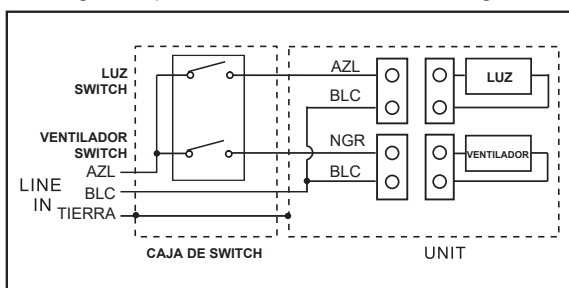 LUZ
SWITCH
VENTILADOR
SWITCH
AZL
BLC
LINE
IN
TIERRA
CAJA DE SWITCH
AZL
BLC
NGR
BLC
LUZ
VENTILADOR
UNIT